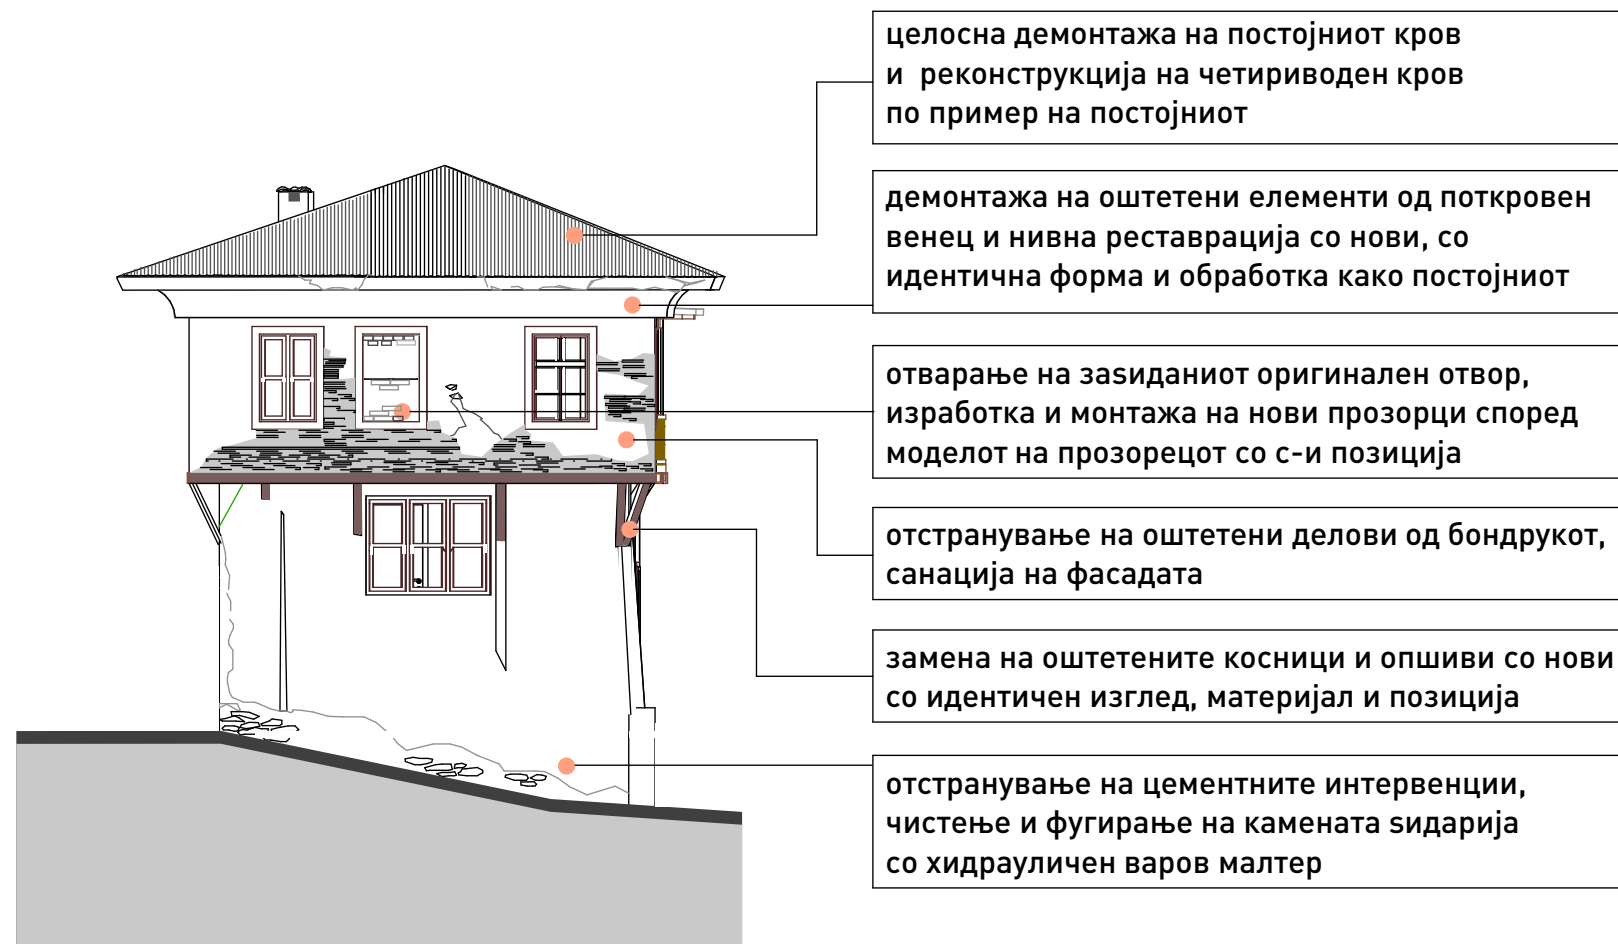 целосна демонтажа на постојниот кров
и реконструкција на четириводен кров
по пример на постојниот
демонтажа на оштетени елементи од поткровен
венец и нивна реставрација со нови, со
идентична форма и обработка како постојниот
отварање на заѕиданиот оригинален отвор,
изработка и монтажа на нови прозорци според
моделот на прозорецот со с-и позиција
отстранување на оштетени делови од бондрукот,
санација на фасадата
замена на оштетените косници и опшиви со нови
со идентичен изглед, материјал и позиција
отстранување на цементните интервенции,
чистење и фугирање на камената ѕидарија
со хидрауличен варов малтер